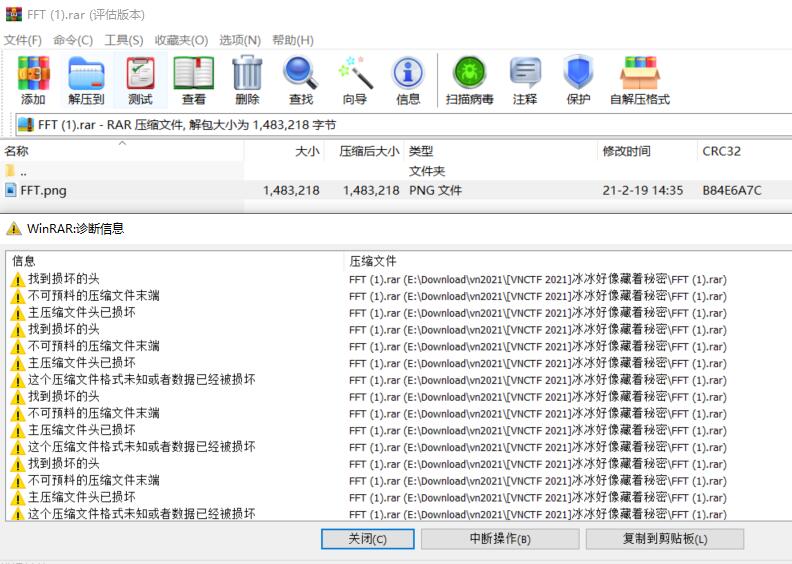 FFT (1).rar (评估版本)
文件(F) 命令(C) 工具(S) 收藏夹(O) 选项(N) 帮助(H)
添加 解压到 测试 查看 删除 查找 向导 信息 扫描病毒 注释 保护 自解压格式
FFT (1).rar - RAR 压缩文件, 解包大小为 1,483,218 字节
名称 大小 压缩后大小 类型 修改时间 CRC32
.. 文件夹
FFT.png 1,483,218 1,483,218 PNG 文件 21-2-19 14:35 B84E6A7C
WinRAR:诊断信息
信息 压缩文件
找到损坏的头 FFT (1).rar (E:\Download\vn2021\[VNCTF 2021]冰冰好像藏着秘密\FFT (1).rar)
不可预料的压缩文件末端 FFT (1).rar (E:\Download\vn2021\[VNCTF 2021]冰冰好像藏着秘密\FFT (1).rar)
主压缩文件头已损坏 FFT (1).rar (E:\Download\vn2021\[VNCTF 2021]冰冰好像藏着秘密\FFT (1).rar)
找到损坏的头 FFT (1).rar (E:\Download\vn2021\[VNCTF 2021]冰冰好像藏着秘密\FFT (1).rar)
不可预料的压缩文件末端 FFT (1).rar (E:\Download\vn2021\[VNCTF 2021]冰冰好像藏着秘密\FFT (1).rar)
主压缩文件头已损坏 FFT (1).rar (E:\Download\vn2021\[VNCTF 2021]冰冰好像藏着秘密\FFT (1).rar)
这个压缩文件格式未知或者数据已经被损坏 FFT (1).rar (E:\Download\vn2021\[VNCTF 2021]冰冰好像藏着秘密\FFT (1).rar)
找到损坏的头 FFT (1).rar (E:\Download\vn2021\[VNCTF 2021]冰冰好像藏着秘密\FFT (1).rar)
不可预料的压缩文件末端 FFT (1).rar (E:\Download\vn2021\[VNCTF 2021]冰冰好像藏着秘密\FFT (1).rar)
主压缩文件头已损坏 FFT (1).rar (E:\Download\vn2021\[VNCTF 2021]冰冰好像藏着秘密\FFT (1).rar)
这个压缩文件格式未知或者数据已经被损坏 FFT (1).rar (E:\Download\vn2021\[VNCTF 2021]冰冰好像藏着秘密\FFT (1).rar)
找到损坏的头 FFT (1).rar (E:\Download\vn2021\[VNCTF 2021]冰冰好像藏着秘密\FFT (1).rar)
不可预料的压缩文件末端 FFT (1).rar (E:\Download\vn2021\[VNCTF 2021]冰冰好像藏着秘密\FFT (1).rar)
主压缩文件头已损坏 FFT (1).rar (E:\Download\vn2021\[VNCTF 2021]冰冰好像藏着秘密\FFT (1).rar)
这个压缩文件格式未知或者数据已经被损坏 FFT (1).rar (E:\Download\vn2021\[VNCTF 2021]冰冰好像藏着秘密\FFT (1).rar)
关闭(C) 中断操作(B) 复制到剪贴板(L)